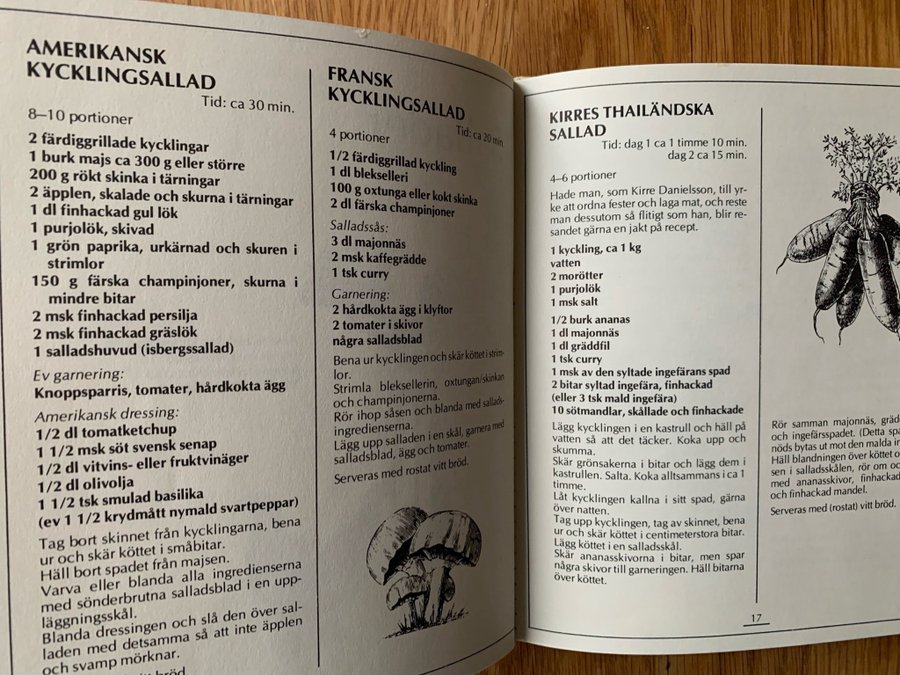 AMERIKANSK
KYCKLINGSALLAD
Tid: ca 30 min.
8–10 portioner
2 färdiggrillade kycklingar
1 burk majs ca 300 g eller större
200 g rökt skinka i tärningar
2 äpplen, skalade och skurna i tärningar
1 dl finhackad gul lök
1 purjolök, skivad
1 grön paprika, urkärnad och skuren i
strimlor
150 g färska champinjoner, skurna i
mindre bitar
2 msk finhackad persilja
2 msk finhackad gräslök
1 salladshuvud (isbergssallad)
Ev garnering:
Knoppsparris, tomater, hårdkokta ägg
Amerikansk dressing:
1/2 dl tomatketchup
1 1/2 msk söt svensk senap
1/2 dl vitvins- eller fruktvinäger
1/2 dl olivolja
1 1/2 tsk smulad basilika
(ev 1 1/2 krydmått nymald svartpeppar)
Tag bort skinnet från kycklingarna, bena
ur och skär köttet i småbitar.
Häll bort spadet från majsen.
Varva eller blanda alla ingredienserna
med sönderbrutna salladsblad i en upp-
läggningsskål.
Blanda dressingen och slå den över sal-
laden med detsamma så att inte äpplen
och svamp mörknar.
bröd.
FRANSK
KYCKLINGSALLAD
Tid: ca 20 min.
4 portioner
1/2 färdiggrillad kyckling
1 dl blekselleri
100 g oxtunga eller kokt skinka
2 dl färska champinjoner
Salladssås:
3 dl majonnäs
2 msk kaffegrädde
1 tsk curry
Garnering:
2 hårdkokta ägg i klyftor
2 tomater i skivor
några salladsblad
Bena ur kycklingen och skär köttet i strim-
lor.
Strimla bleksellerin, oxtungan/skinkan
och champinjonerna.
Rör ihop såsen och blanda med sallads-
ingredienserna.
Lägg upp salladen i en skål, garnera med
salladsblad, ägg och tomater.
Serveras med rostat vitt bröd.
KIRRES THAILÄNDSKA
SALLAD
Tid: dag 1 ca 1 timme 10 min.
dag 2 ca 15 min.
4–6 portioner
Hade man, som Kirre Danielsson, till yr-
ke att ordna fester och laga mat, och reste
man dessutom så flitigt som han, blir re-
sandet gärna en jakt på recept.
1 kyckling, ca 1 kg
vatten
2 morötter
1 purjolök
1 msk salt
1/2 burk ananas
1 dl majonnäs
1 dl gräddfil
1 tsk curry
1 msk av den syltade ingefärans spad
2 bitar syltad ingefära, finhackad
(eller 3 tsk mald ingefära)
10 sötmandlar, skållade och finhackade
Lägg kycklingen i en kastrull och häll på
vatten så att det täcker. Koka upp och
skumma.
Skär grönsakerna i bitar och lägg dem i
kastrullen. Salta. Koka alltsammans i ca 1
timme.
Låt kycklingen kallna i sitt spad, gärna
över natten.
Tag upp kycklingen, tag av skinnet, bena
ur och skär köttet i centimeterstora bitar.
Lägg köttet i en salladsskål.
Skär ananasskivorna i bitar, men spar
några skivor till garneringen. Häll bitarna
över köttet.
Rör samman majonnäs, gräd
och ingefärsspadet. (Detta spa
nöds bytas ut mot den malda in
Häll blandningen över köttet o
sen i salladsskålen, rör om oc
med ananasskivor, finhackad
och finhackad mandel.
Serveras med (rostat) vitt bröd.
17